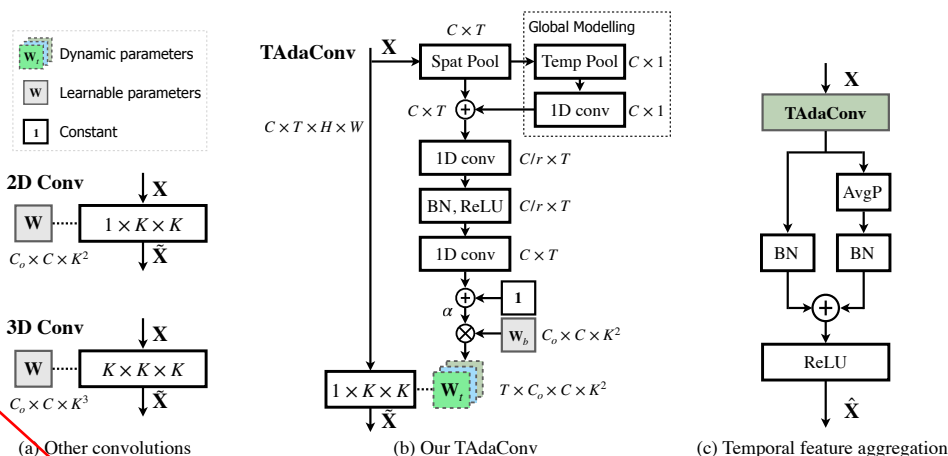 W_t Dynamic parameters
W Learnable parameters
1 Constant
2D Conv
X
W
1 × K × K
C_o × C × K^2
X̃
3D Conv
X
W
K × K × K
C_o × C × K^3
X̃
(a) Other convolutions
TAdaConv
X
C × T × H × W
C × T
Spat Pool
Global Modelling
Temp Pool
C × 1
C × T
+
1D conv
C × 1
1D conv
C/r × T
BN, ReLU
C/r × T
1D conv
C × T
+
1
α
⊗
W_b
C_o × C × K^2
1 × K × K
W_t
T × C_o × C × K^2
X̃
(b) Our TAdaConv
X
TAdaConv
AvgP
BN
BN
+
ReLU
X̂
(c) Temporal feature aggregation